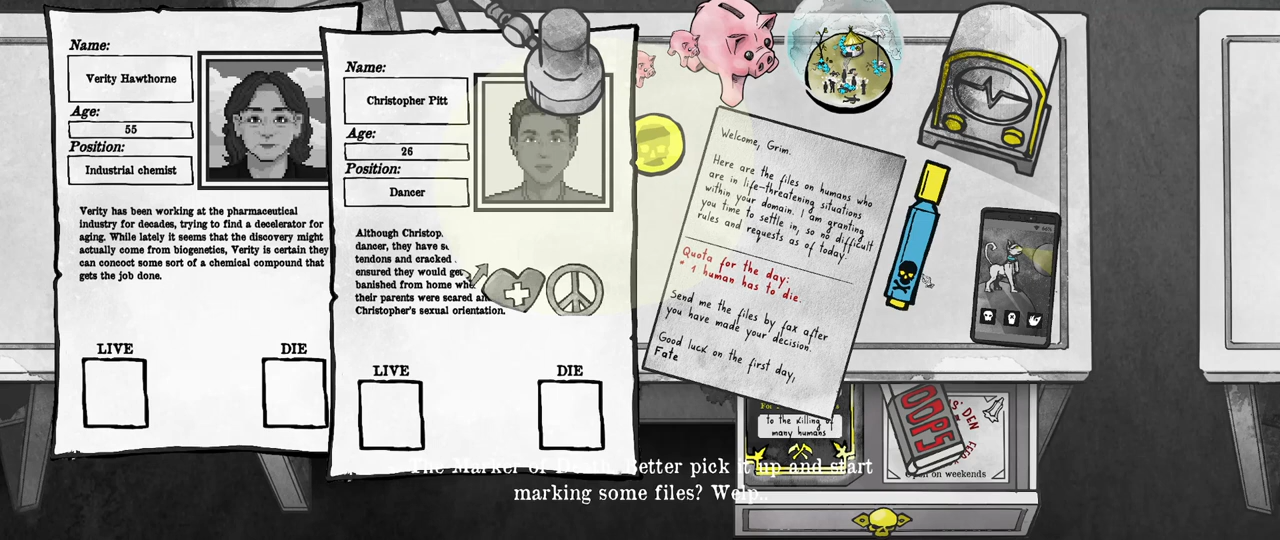 Name:
Verity Hawthorne
Age:
55
Position:
Industrial chemist
Verity has been working at the pharmaceutical
industry for decades, trying to find a decelerator for
aging. While lately it seems that the discovery might
actually come from biogenetics, Verity is certain they
can concoct some sort of a chemical compound that
gets the job done.
LIVE
DIE
Name:
Christopher Pitt
Age:
26
Position:
Dancer
Although Christop
dancer, they have
tendons and cracked
ensured they would
banished from home
their parents were scared
Christopher's sexual orientation.
LIVE
DIE
Welcome, Grim.
Here are the files on humans who
are in life-threatening situations
within your domain. I am granting
you time to settle in, so no difficult
rules and requests as of today.
Quota for the day:
* 1 human has to die.
Send me the files by fax after
you have made your decision.
Good luck on the first day,
Fate
to the killing of
many humans
OOPS
DEN
on weekends
The Marker of Death. Better pick it up and start
marking some files? Welp..